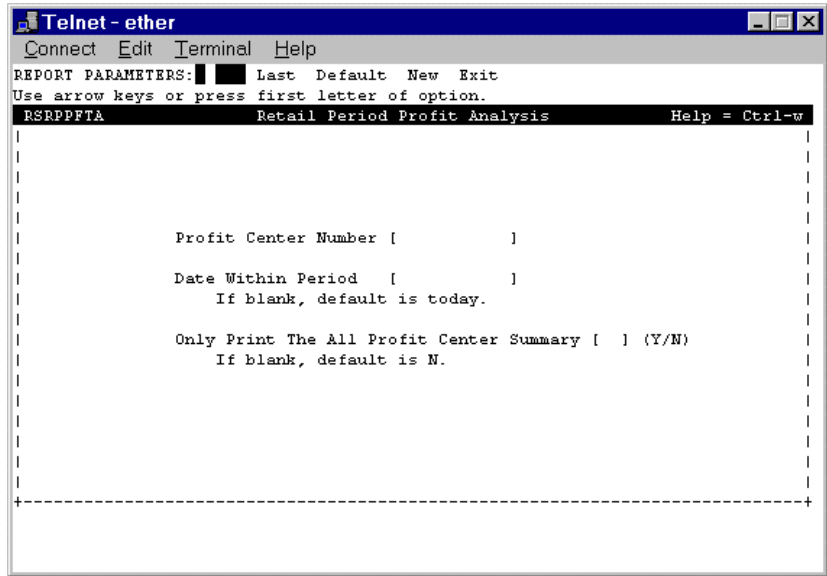 Telnet - ether
Connect Edit Terminal Help
REPORT PARAMETERS: Last Default New Exit
Use arrow keys or press first letter of option.
RSRPPFTA Retail Period Profit Analysis Help = Ctrl-w
Profit Center Number [ ]
Date Within Period [ ]
If blank, default is today.
Only Print The All Profit Center Summary [ ] (Y/N)
If blank, default is N.